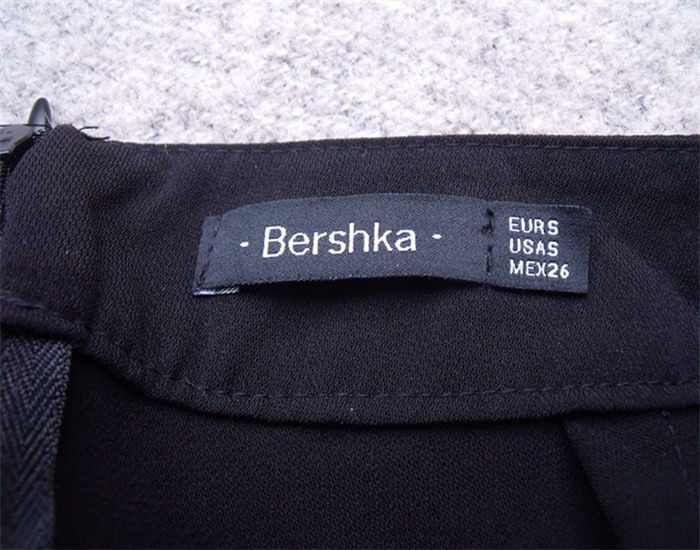 · Bershka ·
EUR S
USA S
MEX 26